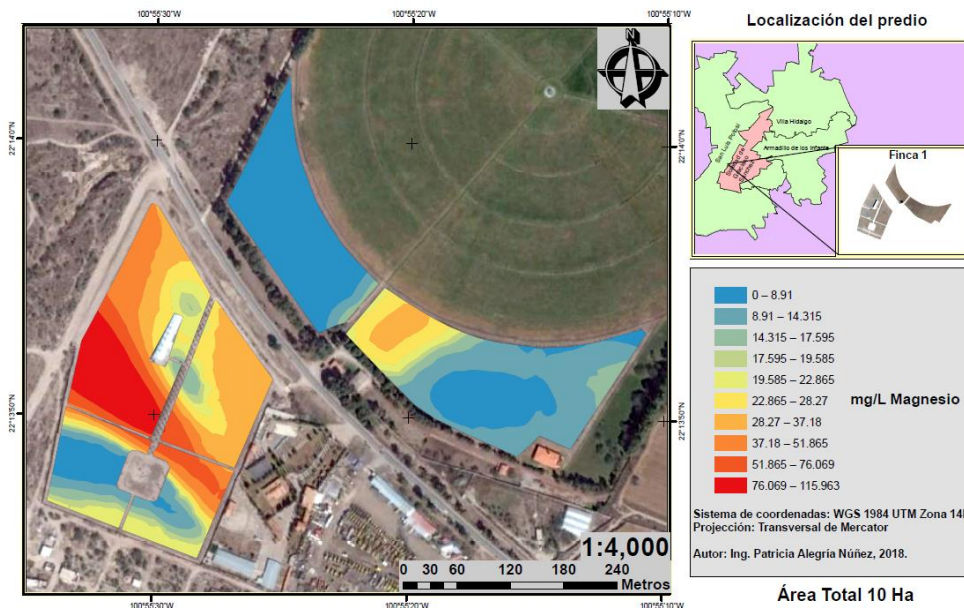 100°55'30"W
100°55'20"W
100°55'10"W
22°14'0"N
22°13'50"N
22°14'0"N
22°13'50"N
1:4,000
0 30 60 120 180 240
Metros
100°55'30"W
100°55'20"W
100°55'10"W
Localización del predio
Villa Hidalgo
San Luis Potosí
Armadillo de los Infante
Soledad de
Graciano
Sánchez
Finca 1
0 – 8.91
8.91 – 14.315
14.315 – 17.595
17.595 – 19.585
19.585 – 22.865
22.865 – 28.27
28.27 – 37.18
37.18 – 51.865
51.865 – 76.069
76.069 – 115.963
mg/L Magnesio
Sistema de coordenadas: WGS 1984 UTM Zona 14
Projección: Transversal de Mercator
Autor: Ing. Patricia Alegría Núñez, 2018.
Área Total 10 Ha